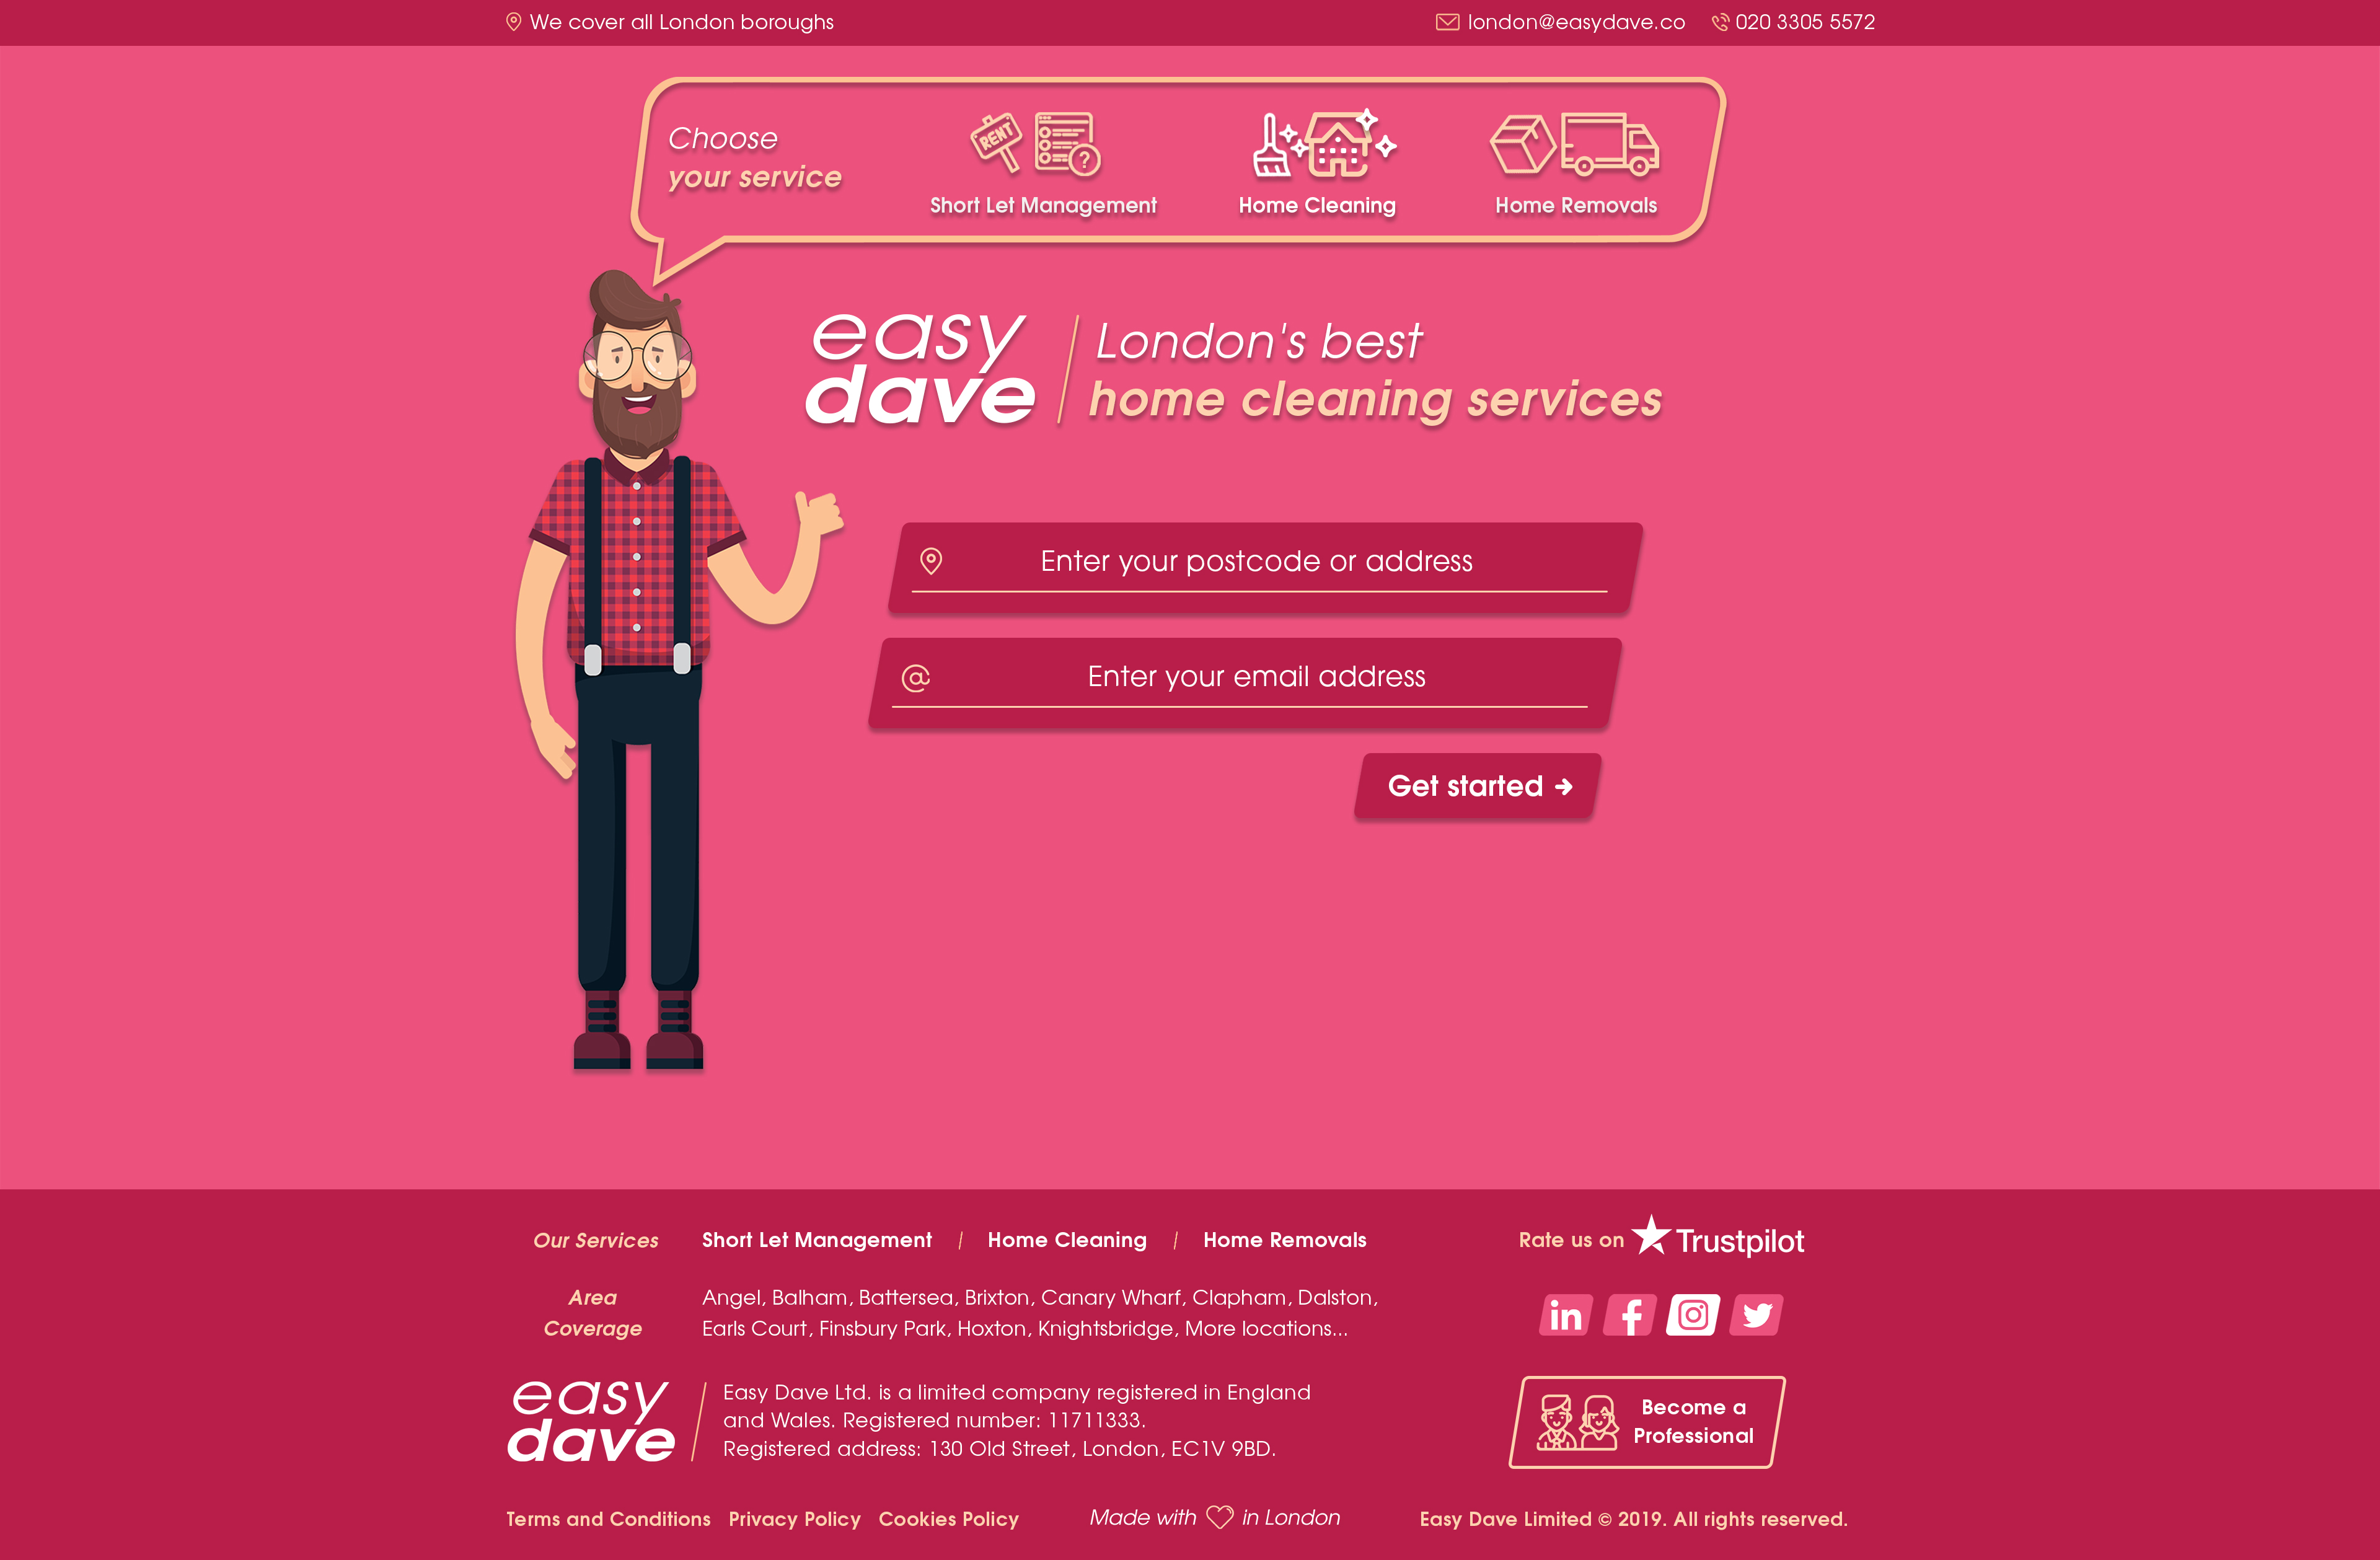 We cover all London boroughs
london@easydave.co
020 3305 5572
Choose
your service
RENT
?
Short Let Management
Home Cleaning
Home Removals
easy
dave
London's best
home cleaning services
Enter your postcode or address
@ Enter your email address
Get started
Our Services
Short Let Management / Home Cleaning / Home Removals
Rate us on Trustpilot
Area
Coverage
Angel, Balham, Battersea, Brixton, Canary Wharf, Clapham, Dalston,
Earls Court, Finsbury Park, Hoxton, Knightsbridge, More locations...
in f
easy
dave
Easy Dave Ltd. is a limited company registered in England
and Wales. Registered number: 11711333.
Registered address: 130 Old Street, London, EC1V 9BD.
Become a
Professional
Terms and Conditions Privacy Policy Cookies Policy
Made with in London
Easy Dave Limited © 2019. All rights reserved.